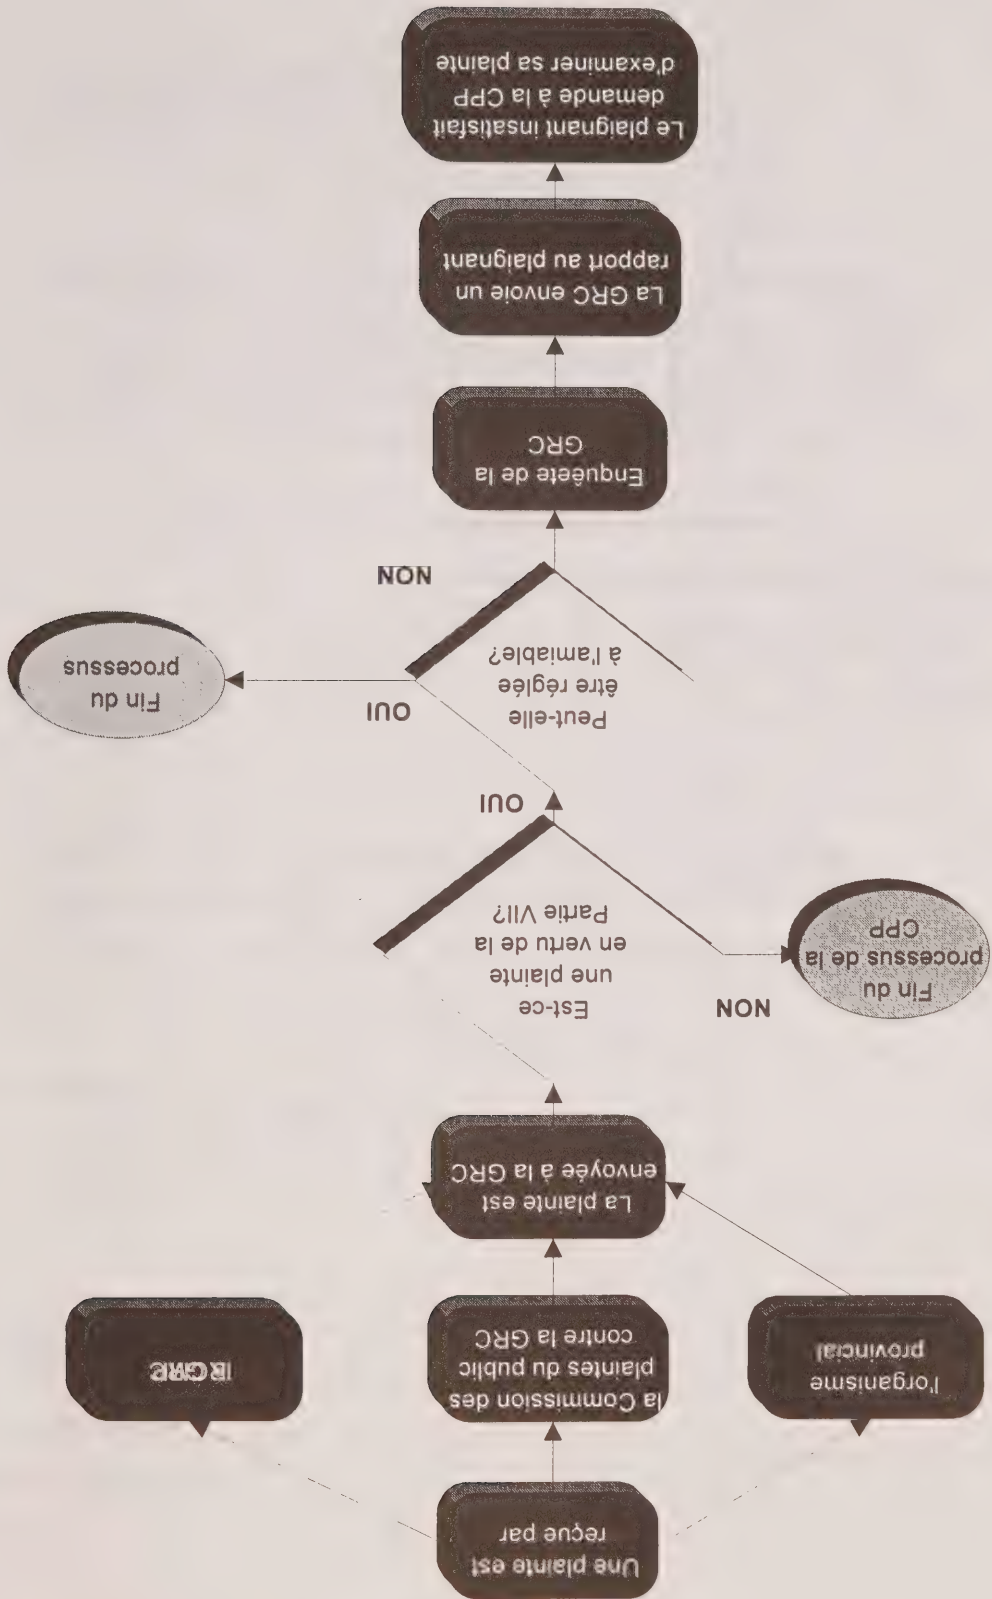 Une plainte est
reçue par
l'organisme
provincial
la Commission des
plaintes du public
contre la GRC
GRC
La plainte est
envoyée à la GRC
Est-ce
une plainte
en vertu de la
Partie VII?
NON
Fin du
processus de la
CPP
OUI
Peut-elle
être réglée
à l'amiable?
OUI
Fin du
processus
NON
Enquêete de la
GRC
La GRC envoie un
rapport au plaignant
Le plaignant insatisfait
demande à la CPP
d'examiner sa plainte